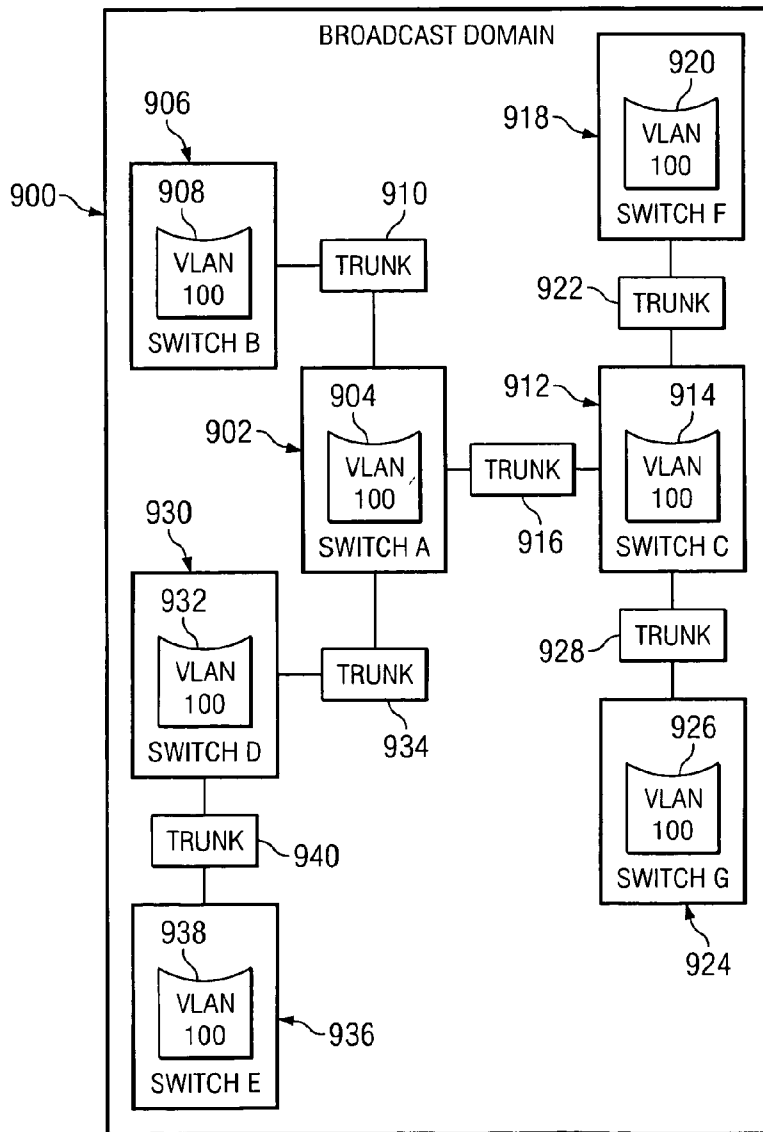 BROADCAST DOMAIN
900
906
908
VLAN
100
SWITCH B
910
TRUNK
918
920
VLAN
100
SWITCH F
922
TRUNK
902
904
VLAN
100
SWITCH A
TRUNK
916
912
914
VLAN
100
SWITCH C
930
932
VLAN
100
SWITCH D
TRUNK
934
928
TRUNK
926
VLAN
100
SWITCH G
924
TRUNK
940
938
VLAN
100
SWITCH E
936